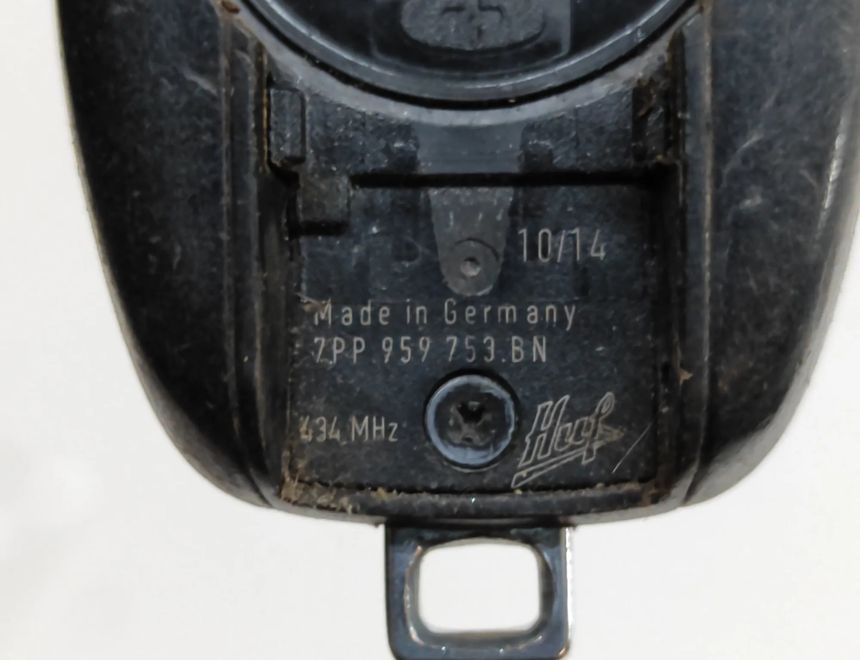 10/14
Made in Germany
7PP 959 753.BN
434 MHz
Huf